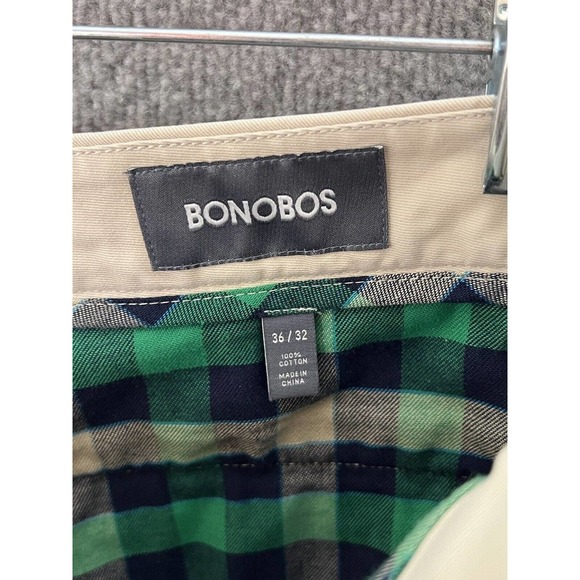 BONOBOS
36 / 32
100%
COTTON
MADE IN
CHINA